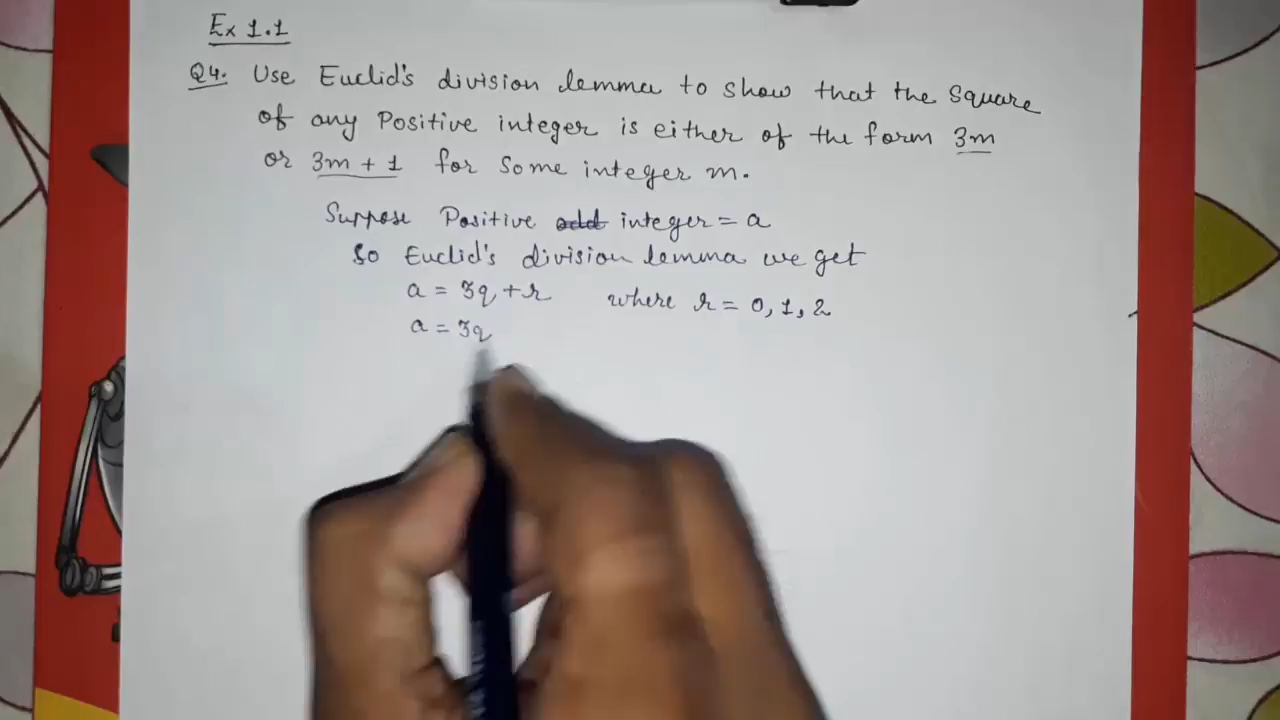 Ex 1.1
Q4. Use Euclid's division lemma to show that the square
of any Positive integer is either of the form 3m
or 3m + 1 for some integer m.
Suppose Positive odd integer = a
So Euclid's division lemma we get
a = 3q + r where r = 0, 1, 2
a = 3q